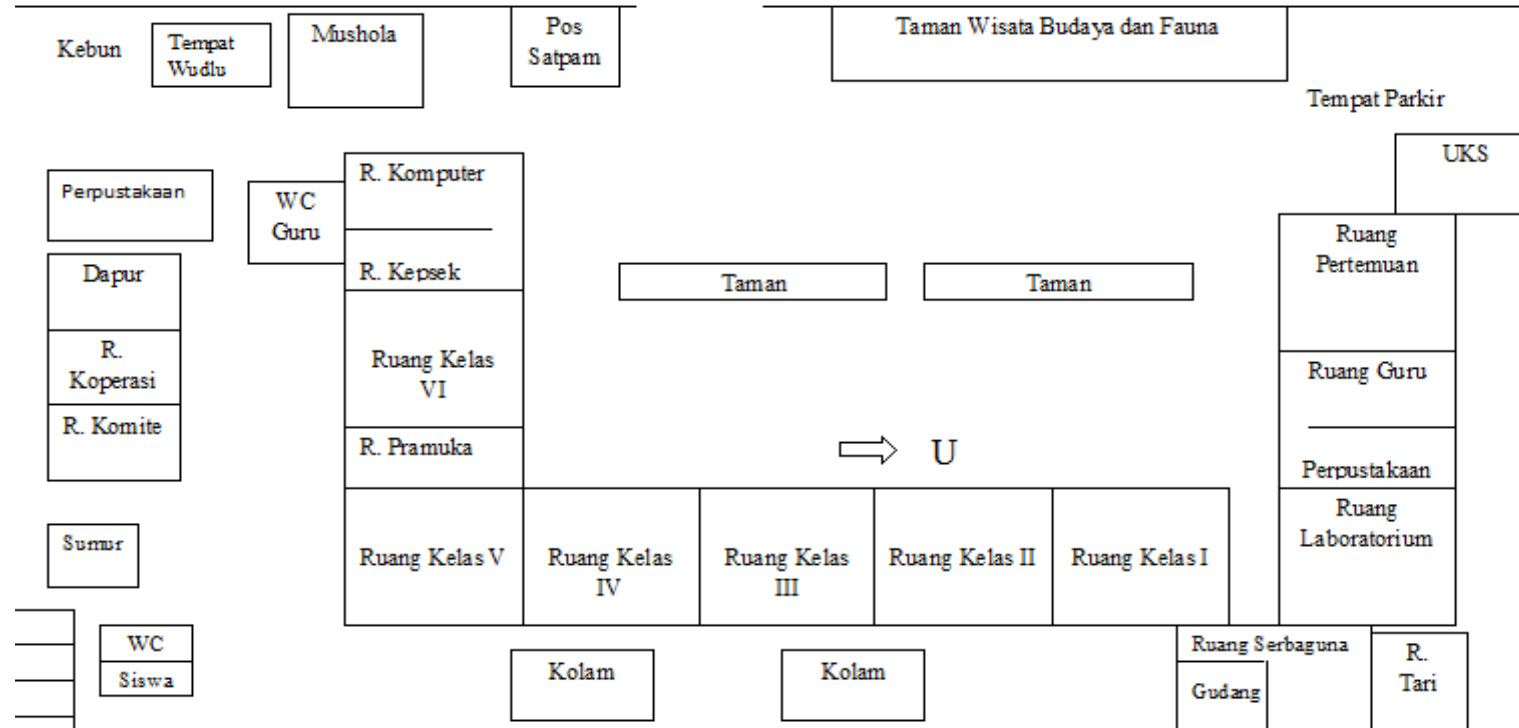 Kebun
Tempat
Wudlu
Mushola
Pos
Satpam
Taman Wisata Budaya dan Fauna
Tempat Parkir
UKS
Perpustakaan
WC
Guru
R. Komputer
R. Kepsek
Dapur
Taman
Taman
Ruang
Pertemuan
R.
Koperasi
Ruang Kelas
VI
Ruang Guru
R. Komite
R. Pramuka
U
Perpustakaan
Sumur
Ruang Kelas V
Ruang Kelas
IV
Ruang Kelas
III
Ruang Kelas II
Ruang Kelas I
Ruang
Laboratorium
WC
Siswa
Kolam
Kolam
Ruang Serbaguna
Gudang
R.
Tari